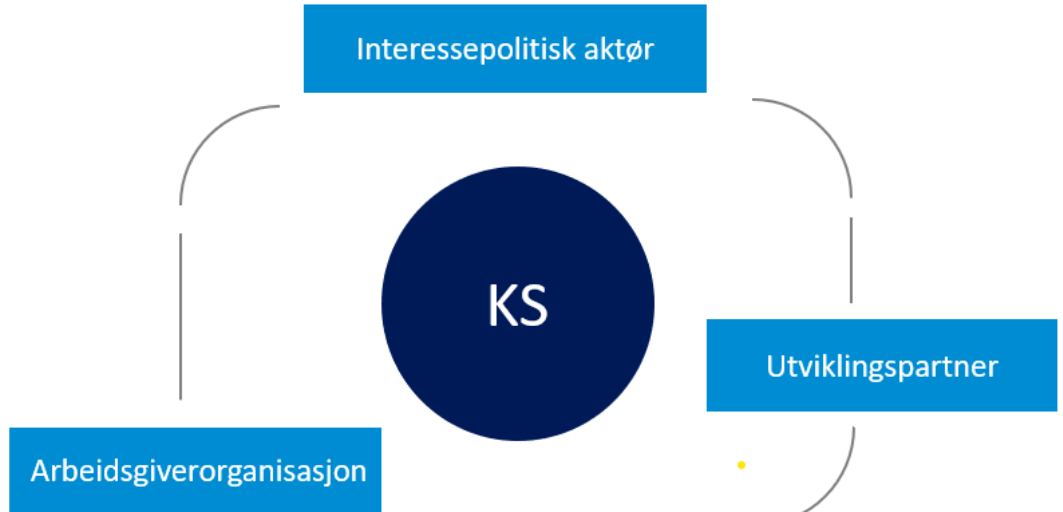 Interessepolitisk aktør
KS
Utviklingspartner
Arbeidsgiverorganisasjon